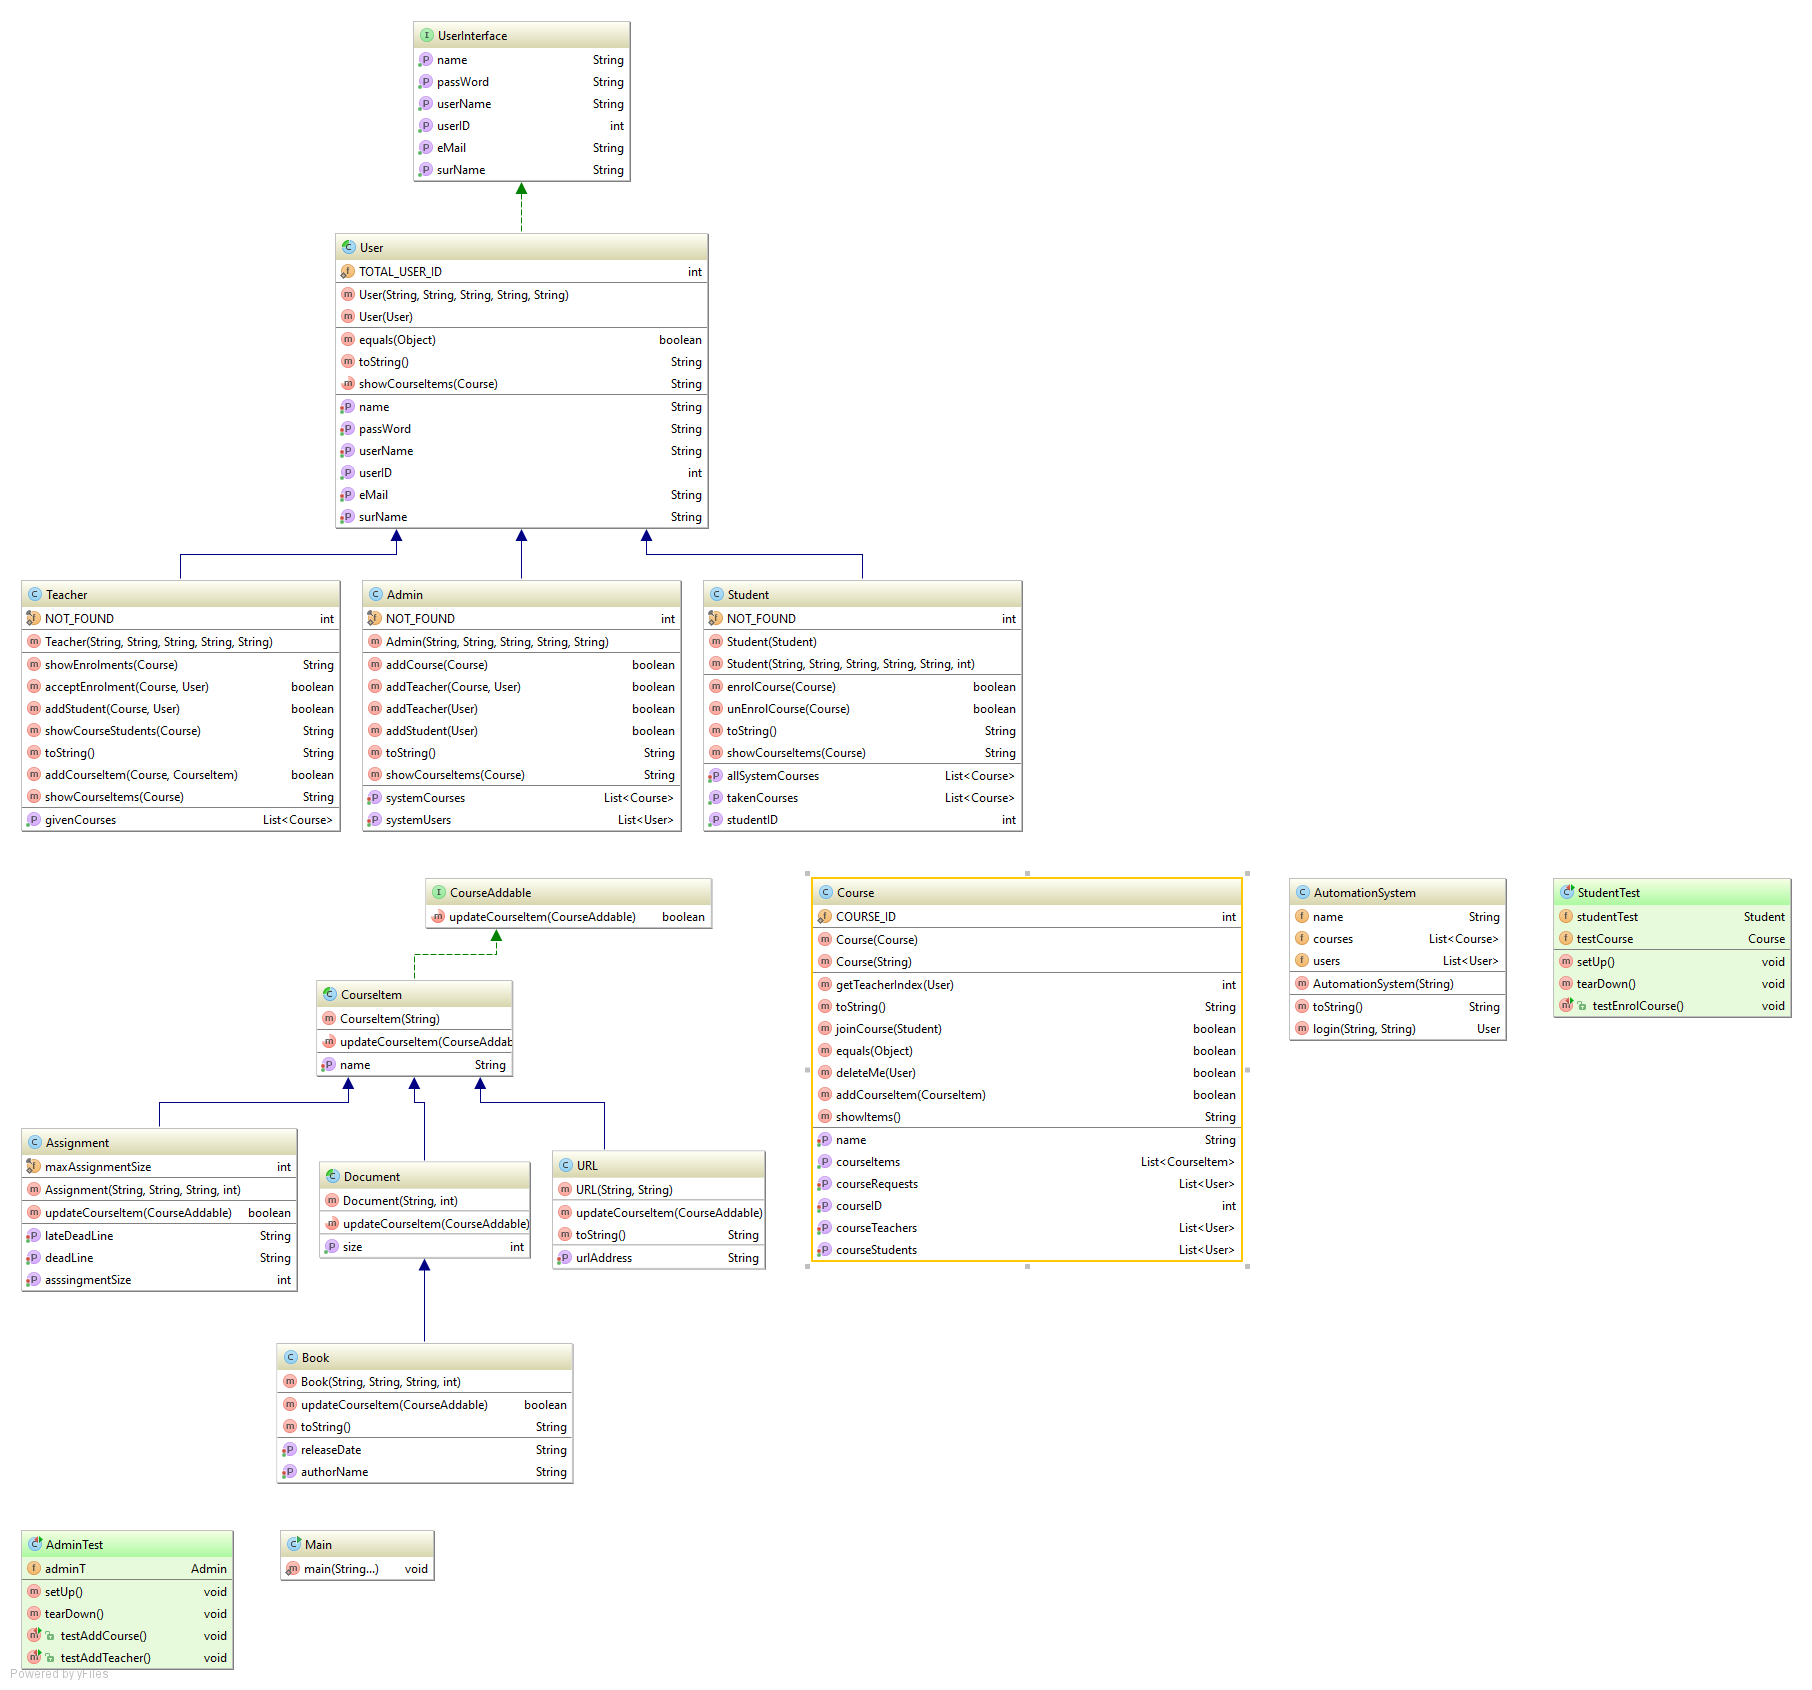 UserInterface
name String
passWord String
userName String
userID int
eMail String
surName String
User
TOTAL_USER_ID int
User(String, String, String, String, String)
User(User)
equals(Object) boolean
toString() String
showCourseItems(Course) String
name String
passWord String
userName String
userID int
eMail String
surName String
Teacher
NOT_FOUND int
Teacher(String, String, String, String, String)
showEnrolments(Course) String
acceptEnrolment(Course, User) boolean
addStudent(Course, User) boolean
showCourseStudents(Course) String
toString() String
addCourseItem(Course, CourseItem) boolean
showCourseItems(Course) String
givenCourses List<Course>
Admin
NOT_FOUND int
Admin(String, String, String, String, String)
addCourse(Course) boolean
addTeacher(Course, User) boolean
addTeacher(User) boolean
addStudent(User) boolean
toString() String
showCourseItems(Course) String
systemCourses List<Course>
systemUsers List<User>
Student
NOT_FOUND int
Student(Student)
Student(String, String, String, String, String, int)
enrolCourse(Course) boolean
unEnrolCourse(Course) boolean
toString() String
showCourseItems(Course) String
allSystemCourses List<Course>
takenCourses List<Course>
studentID int
CourseAddable
updateCourseItem(CourseAddable) boolean
CourseItem
CourseItem(String)
updateCourseItem(CourseAddab
name String
Assignment
maxAssignmentSize int
Assignment(String, String, String, int)
updateCourseItem(CourseAddable) boolean
lateDeadLine String
deadLine String
asssingmentSize int
Document
Document(String, int)
updateCourseItem(CourseAddable)
size int
URL
URL(String, String)
updateCourseItem(CourseAddable)
toString() String
urlAddress String
Book
Book(String, String, String, int)
updateCourseItem(CourseAddable) boolean
toString() String
releaseDate String
authorName String
Course
COURSE_ID int
Course(Course)
Course(String)
getTeacherIndex(User) int
toString() String
joinCourse(Student) boolean
equals(Object) boolean
deleteMe(User) boolean
addCourseItem(CourseItem) boolean
showItems() String
name String
courseItems List<CourseItem>
courseRequests List<User>
courseID int
courseTeachers List<User>
courseStudents List<User>
AutomationSystem
name String
courses List<Course>
users List<User>
AutomationSystem(String)
toString() String
login(String, String) User
StudentTest
studentTest Student
testCourse Course
setUp() void
tearDown() void
testEnrolCourse() void
AdminTest
adminT Admin
setUp() void
tearDown() void
testAddCourse() void
testAddTeacher() void
Main
main(String...) void
Powered by yFiles